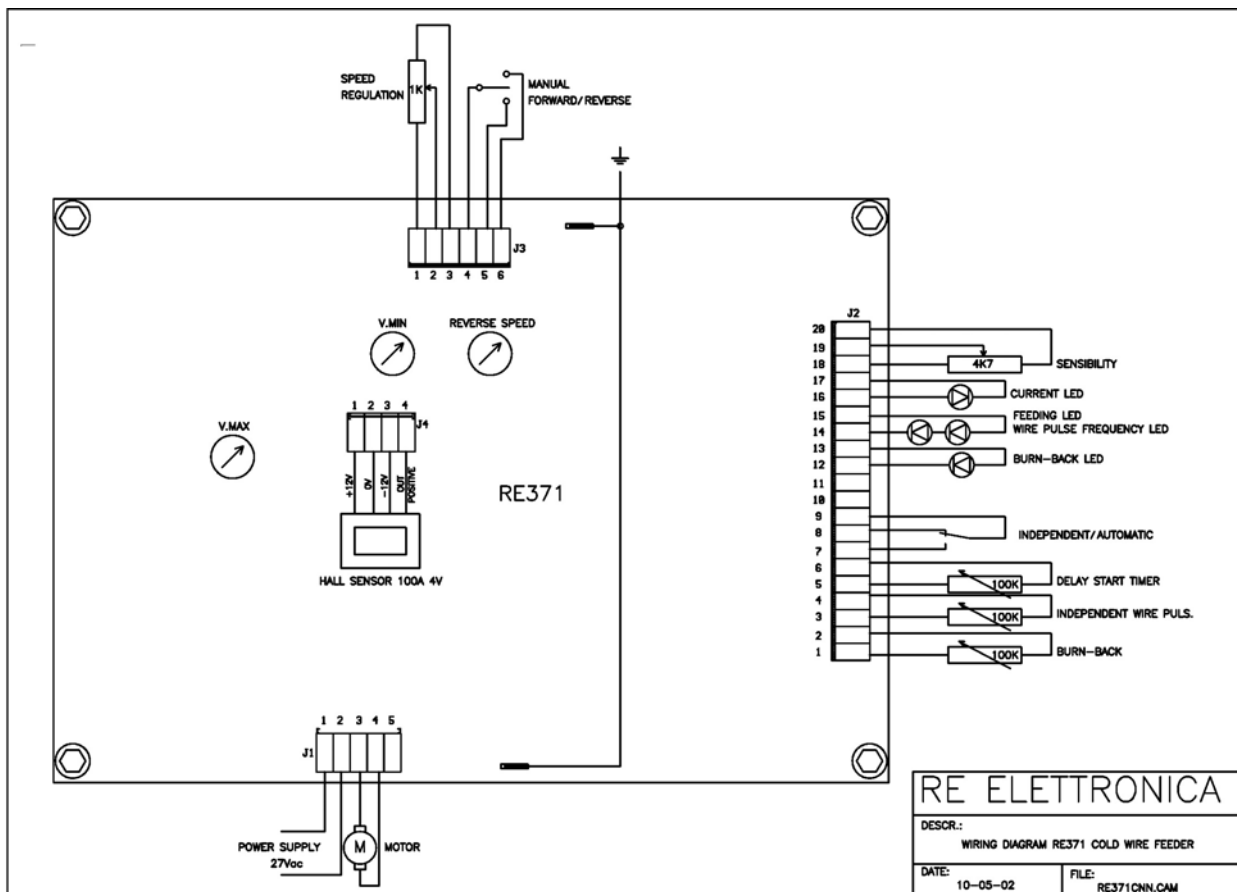 SPEED
REGULATION
1K
MANUAL
FORWARD/REVERSE
J3
1 2 3 4 5 6
V.MIN
REVERSE SPEED
V.MAX
1 2 3 4
J4
+12V
0V
-12V
OUT
POSITIVE
HALL SENSOR 100A 4V
RE371
J2
20
19
18
17
16
15
14
13
12
11
10
9
8
7
6
5
4
3
2
1
4K7
SENSIBILITY
CURRENT LED
FEEDING LED
WIRE PULSE FREQUENCY LED
BURN-BACK LED
INDEPENDENT/AUTOMATIC
100K
DELAY START TIMER
100K
INDEPENDENT WIRE PULS.
100K
BURN-BACK
1 2 3 4 5
J1
POWER SUPPLY
27Vac
M
MOTOR
RE ELETTRONICA
DESCR.:
WIRING DIAGRAM RE371 COLD WIRE FEEDER
DATE:
10-05-02
FILE:
RE371CNN.CAM